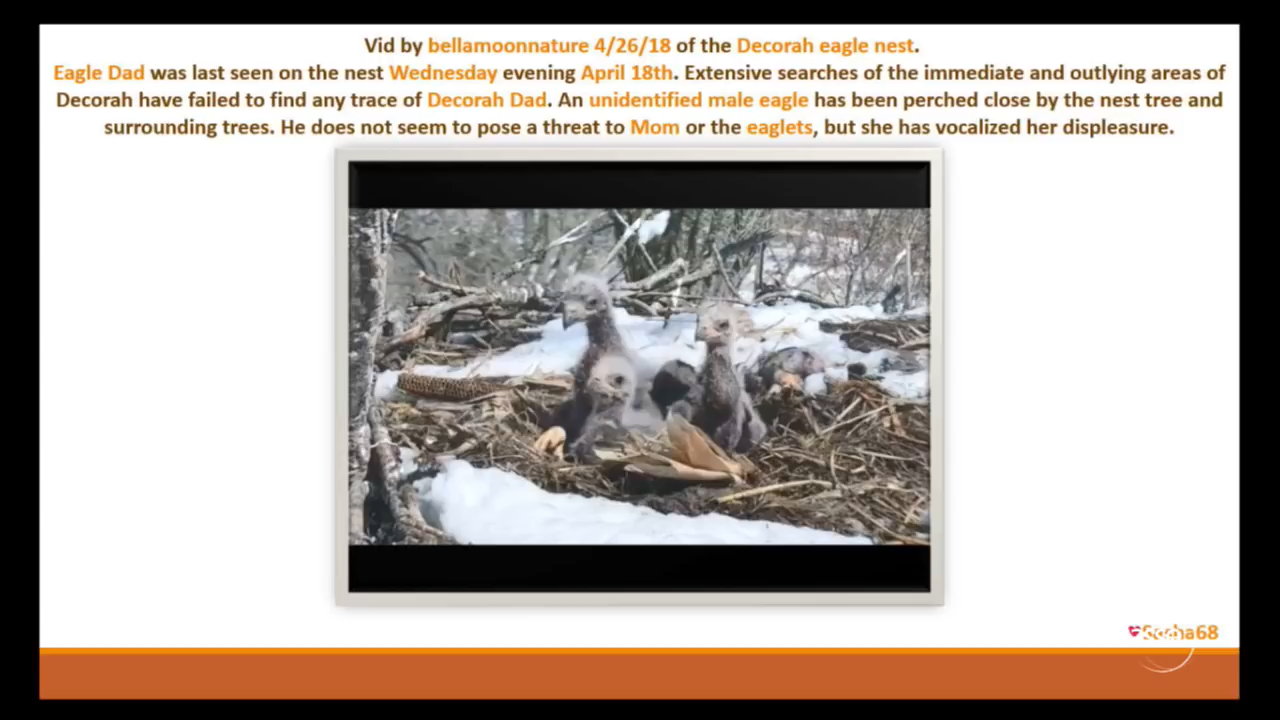 Vid by bellamoonnature 4/26/18 of the Decorah eagle nest.
Eagle Dad was last seen on the nest Wednesday evening April 18th. Extensive searches of the immediate and outlying areas of
Decorah have failed to find any trace of Decorah Dad. An unidentified male eagle has been perched close by the nest tree and
surrounding trees. He does not seem to pose a threat to Mom or the eaglets, but she has vocalized her displeasure.